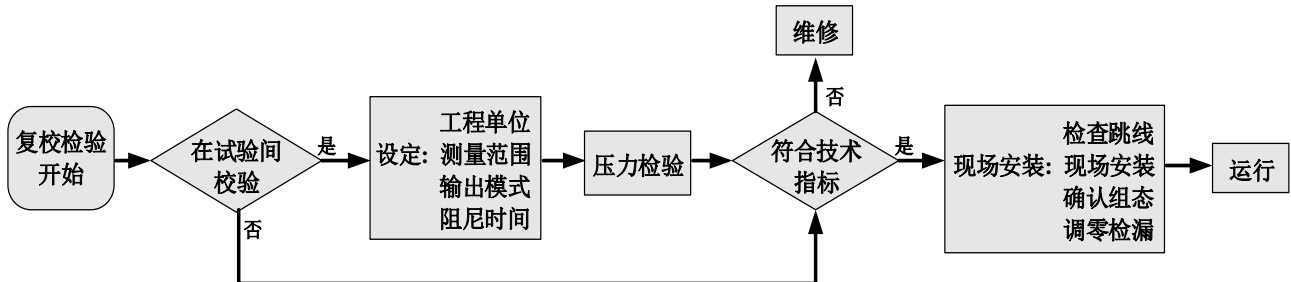 维修
否
复校检验
开始
在试验间
校验
是
否
工程单位
设定: 测量范围
输出模式
阻尼时间
压力检验
符合技术
指标
是
检查跳线
现场安装: 现场安装
确认组态
调零检漏
运行